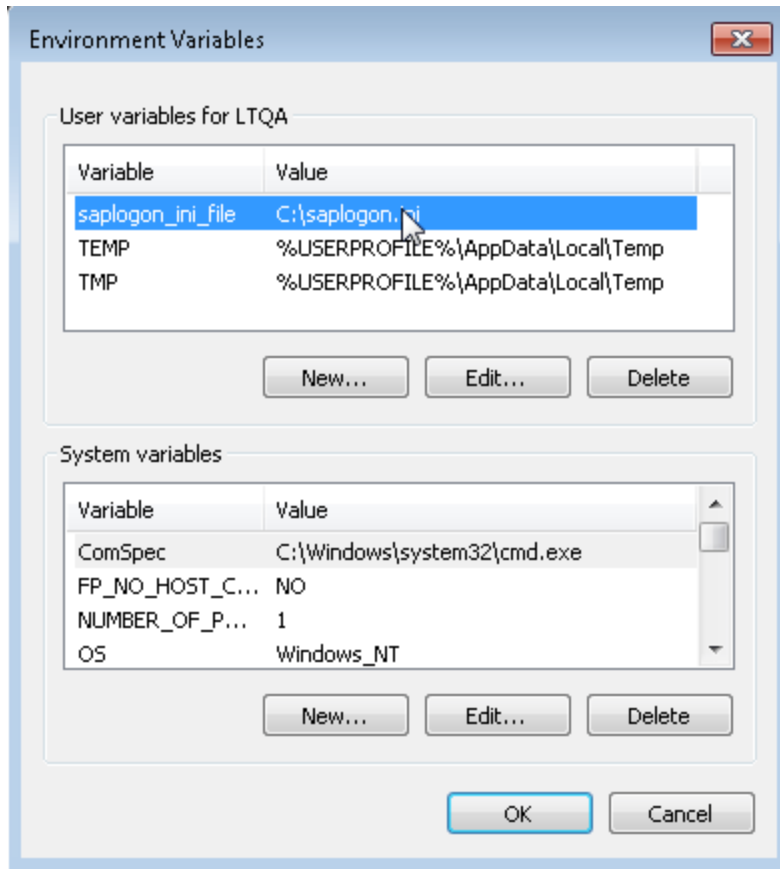 Environment Variables
User variables for LTQA
Variable Value
saplogon_ini_file C:\saplogon.ini
TEMP %USERPROFILE%\AppData\Local\Temp
TMP %USERPROFILE%\AppData\Local\Temp
New... Edit... Delete
System variables
Variable Value
ComSpec C:\Windows\system32\cmd.exe
FP_NO_HOST_C... NO
NUMBER_OF_P... 1
OS Windows_NT
New... Edit... Delete
OK Cancel